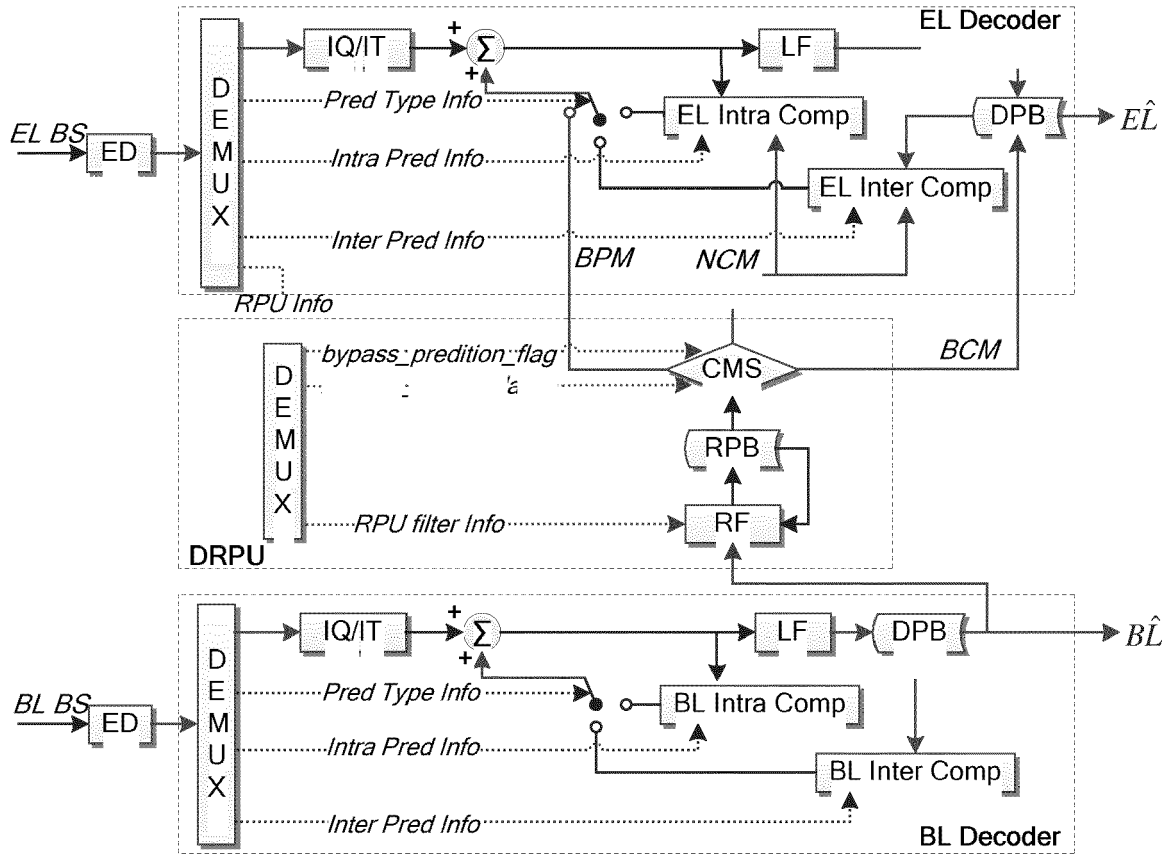 EL Decoder
IQ/IT
+
Σ
+
LF
DEMUX
Pred Type Info
EL Intra Comp
DPB
EL̂
EL BS
ED
Intra Pred Info
EL Inter Comp
Inter Pred Info
BPM
NCM
RPU Info
bypass_predition_flag
CMS
BCM
DEMUX
RPB
RPU filter Info
RF
DRPU
IQ/IT
+
Σ
+
LF
DPB
BL̂
DEMUX
Pred Type Info
BL Intra Comp
BL BS
ED
Intra Pred Info
BL Inter Comp
Inter Pred Info
BL Decoder